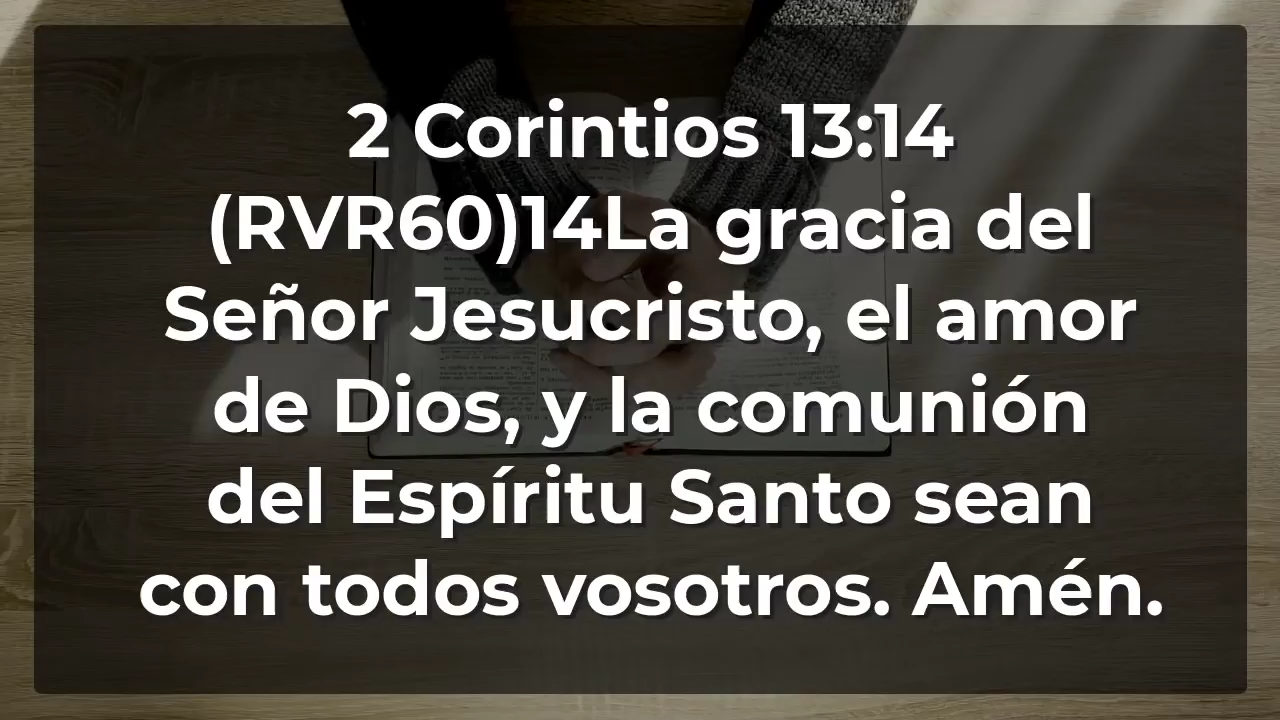 2 Corintios 13:14
(RVR60)14La gracia del
Señor Jesucristo, el amor
de Dios, y la comunión
del Espíritu Santo sean
con todos vosotros. Amén.